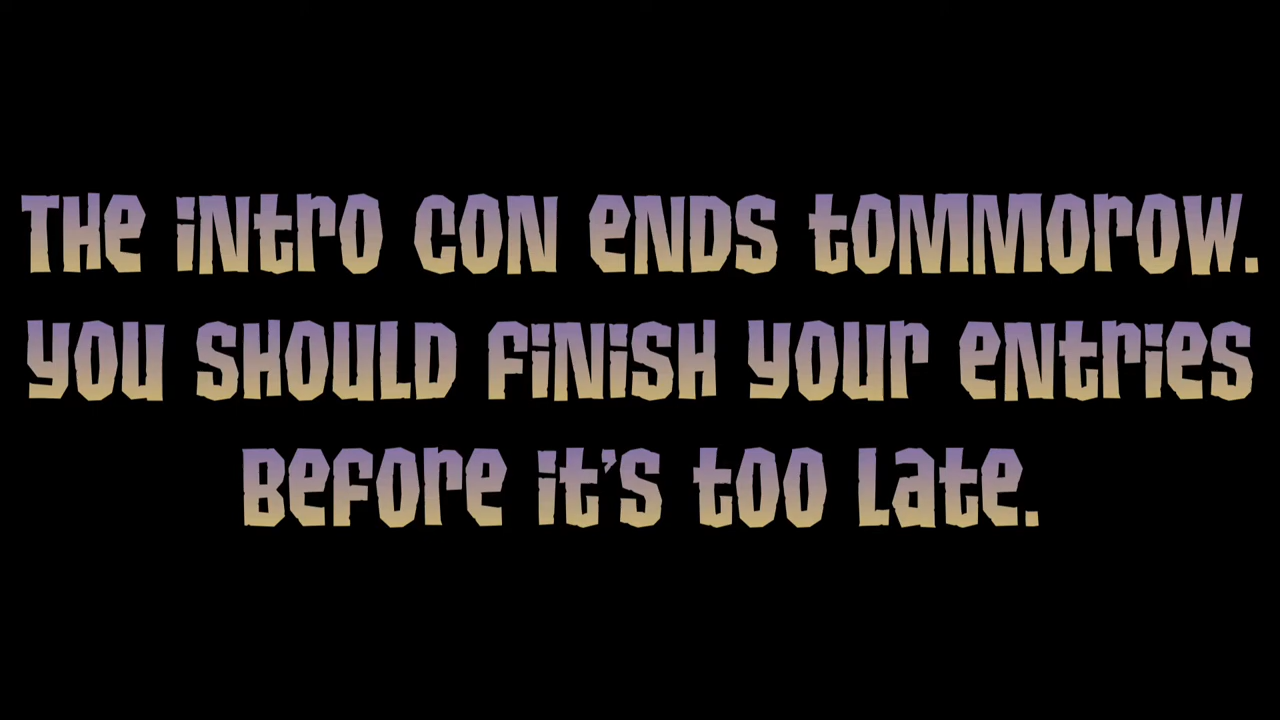 The intro con ends tommorow.
You should finish your entries
before it's too late.